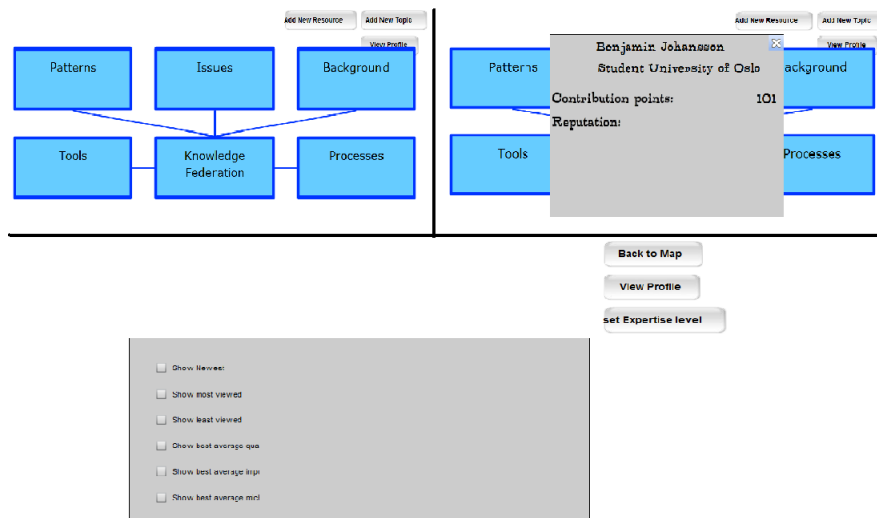 Add New Resource
Add New Topic
View Profile
Patterns
Issues
Background
Tools
Knowledge
Federation
Processes
Add New Resource
Add New Topic
View Profile
Benjamin Johansson
Student University of Oslo
Contribution points: 101
Reputation:
Patterns
ackground
Tools
Processes
Back to Map
View Profile
set Expertise level
Show Newest
Show most viewed
Show least viewed
Show best average qua
Show best average impo
Show best average